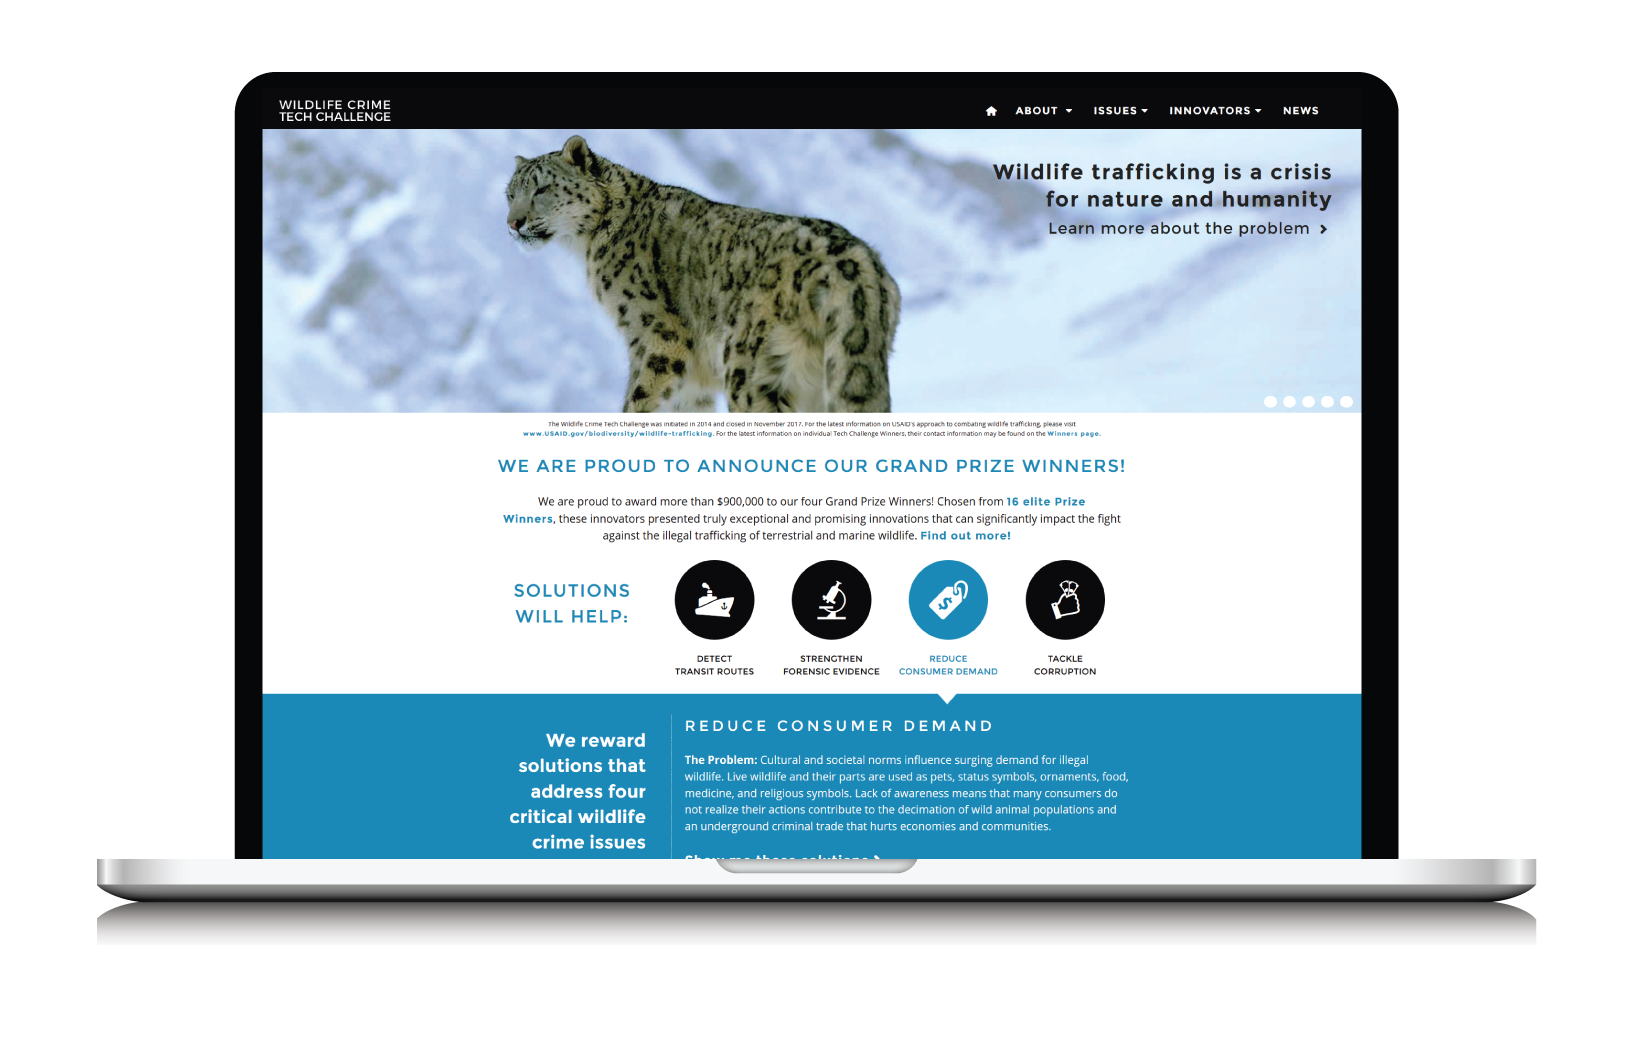 WILDLIFE CRIME
TECH CHALLENGE
ABOUT
ISSUES
INNOVATORS
NEWS
Wildlife trafficking is a crisis
for nature and humanity
Learn more about the problem
The Wildlife Crime Tech Challenge was initiated in 2014 and closed in November 2017. For the latest information on USAID's approach to combating wildlife trafficking, please visit
www.USAID.gov/biodiversity/wildlife-trafficking. For the latest information on individual Tech Challenge Winners, their contact information may be found on the Winners page.
WE ARE PROUD TO ANNOUNCE OUR GRAND PRIZE WINNERS!
We are proud to award more than $900,000 to our four Grand Prize Winners! Chosen from 16 elite Prize
Winners, these innovators presented truly exceptional and promising innovations that can significantly impact the fight
against the illegal trafficking of terrestrial and marine wildlife. Find out more!
SOLUTIONS
WILL HELP:
$
DETECT
TRANSIT ROUTES
STRENGTHEN
FORENSIC EVIDENCE
REDUCE
CONSUMER DEMAND
TACKLE
CORRUPTION
We reward
solutions that
address four
critical wildlife
crime issues
REDUCE CONSUMER DEMAND
The Problem: Cultural and societal norms influence surging demand for illegal
wildlife. Live wildlife and their parts are used as pets, status symbols, ornaments, food,
medicine, and religious symbols. Lack of awareness means that many consumers do
not realize their actions contribute to the decimation of wild animal populations and
an underground criminal trade that hurts economies and communities.
Show me these solutions